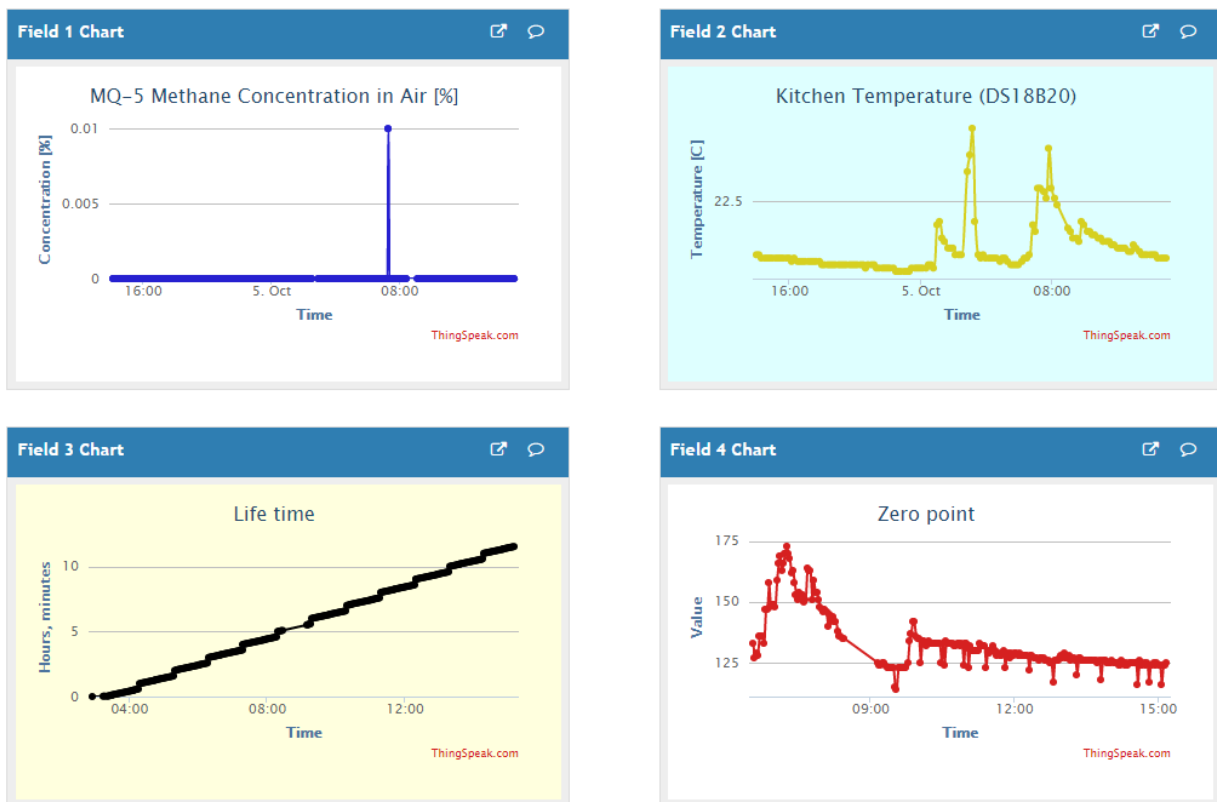 Field 1 Chart
MQ-5 Methane Concentration in Air [%]
Concentration [%]
0.01
0.005
0
16:00 5. Oct 08:00
Time
ThingSpeak.com
Field 2 Chart
Kitchen Temperature (DS18B20)
Temperature [C]
22.5
16:00 5. Oct 08:00
Time
ThingSpeak.com
Field 3 Chart
Life time
Hours, minutes
10
5
0
04:00 08:00 12:00
Time
ThingSpeak.com
Field 4 Chart
Zero point
Value
175
150
125
09:00 12:00 15:00
Time
ThingSpeak.com